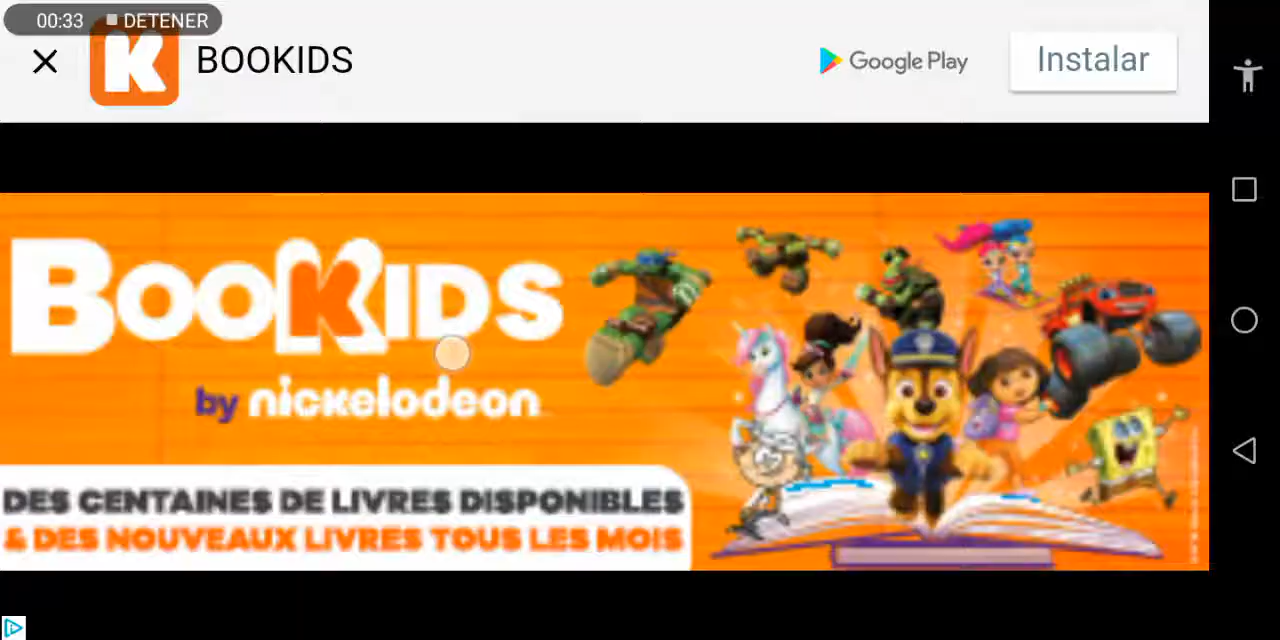 00:33 DETENER
BOOKIDS
Google Play
Instalar
BOOKIDS
by nickelodeon
DES CENTAINES DE LIVRES DISPONIBLES
& DES NOUVEAUX LIVRES TOUS LES MOIS